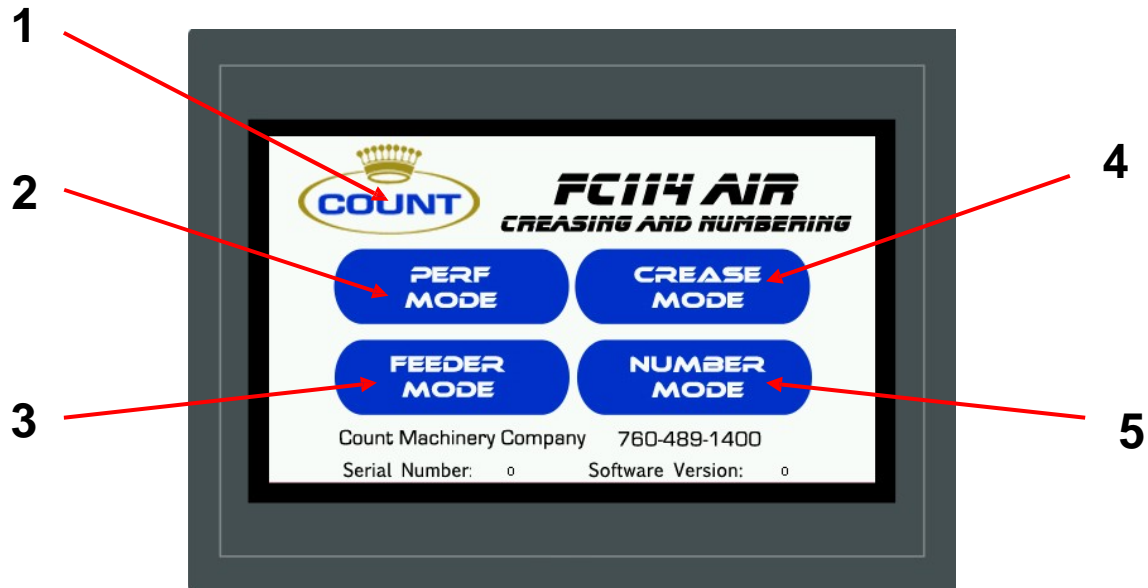 1
COUNT
FC114 AIR
CREASING AND NUMBERING
4
2
PERF
MODE
CREASE
MODE
FEEDER
MODE
NUMBER
MODE
3
5
Count Machinery Company 760-489-1400
Serial Number: 0 Software Version: 0